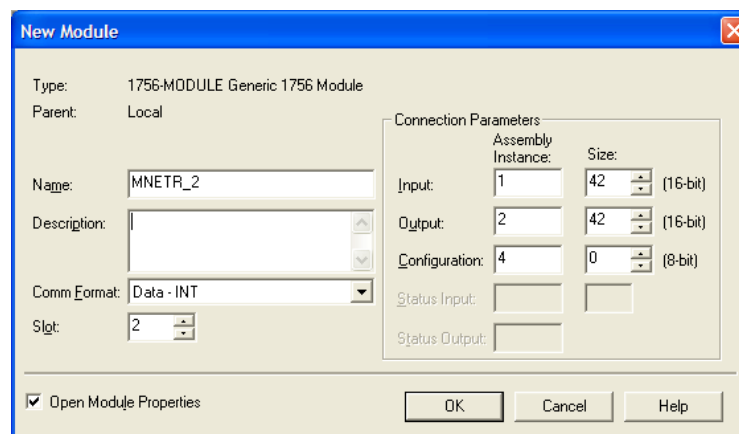 New Module
Type: 1756-MODULE Generic 1756 Module
Parent: Local
Name: MNETR_2
Description:
Comm Format: Data - INT
Slot: 2
Connection Parameters
Assembly Instance: Size:
Input: 1 42 (16-bit)
Output: 2 42 (16-bit)
Configuration: 4 0 (8-bit)
Status Input:
Status Output:
Open Module Properties
OK Cancel Help